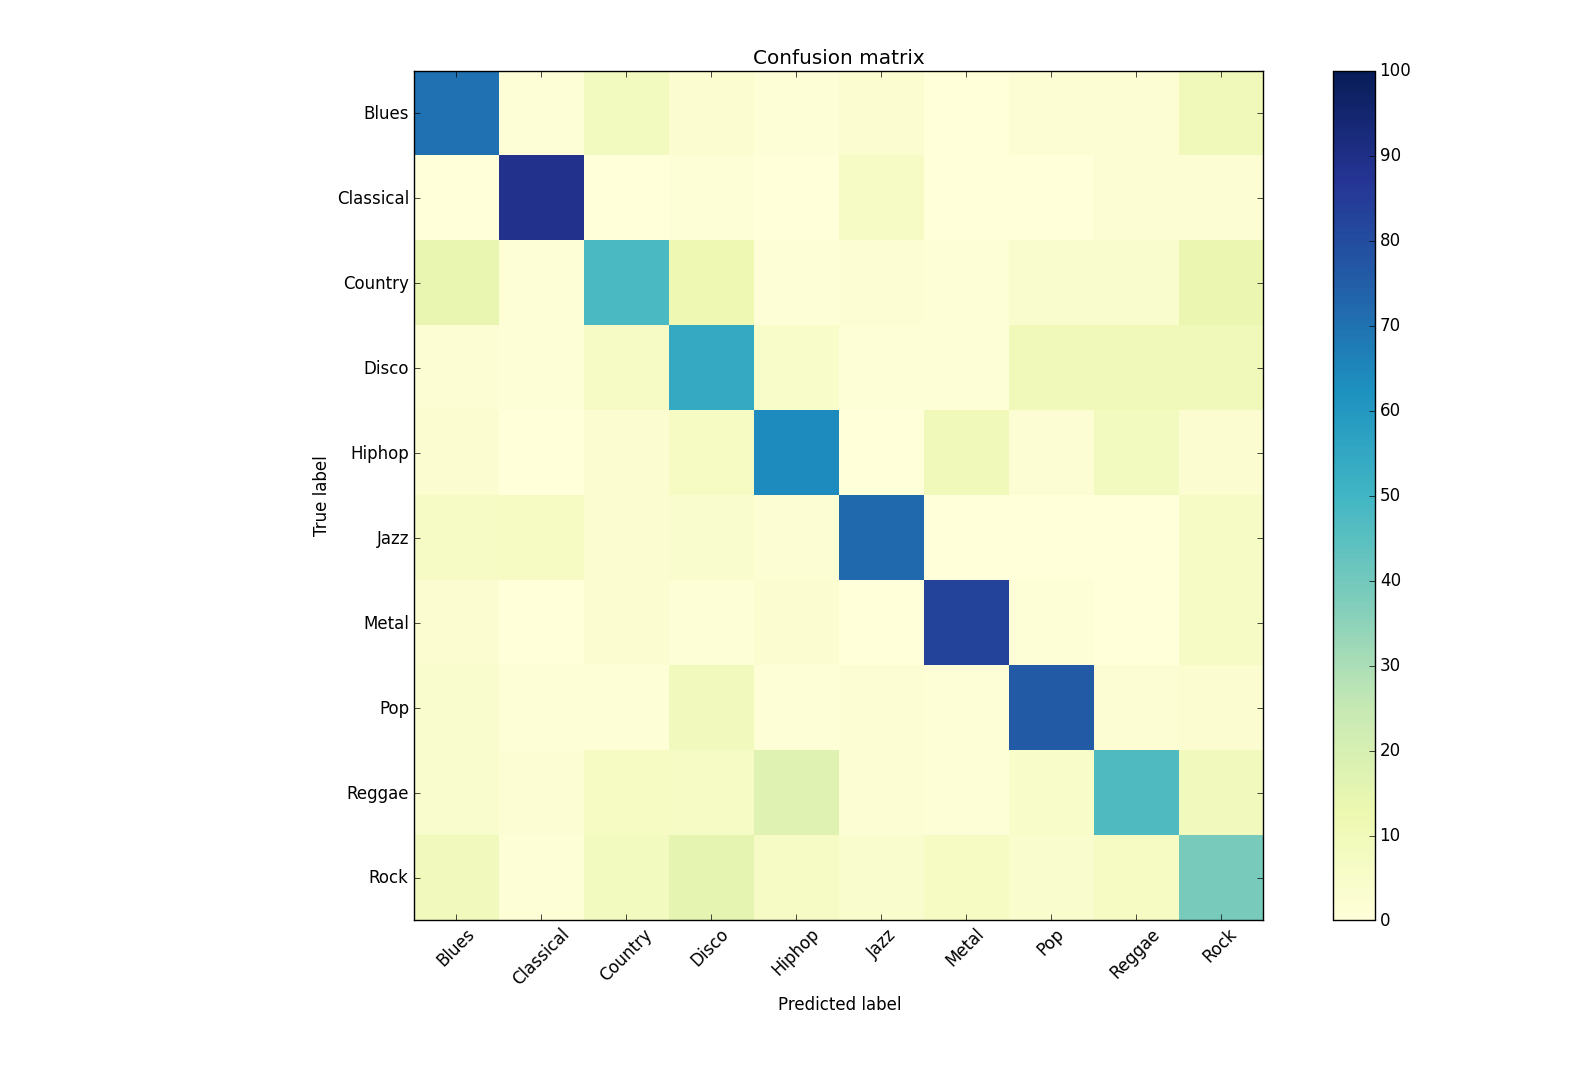 Confusion matrix
True label
Blues
Classical
Country
Disco
Hiphop
Jazz
Metal
Pop
Reggae
Rock
Blues
Classical
Country
Disco
Hiphop
Jazz
Metal
Pop
Reggae
Rock
Predicted label
100
90
80
70
60
50
40
30
20
10
0